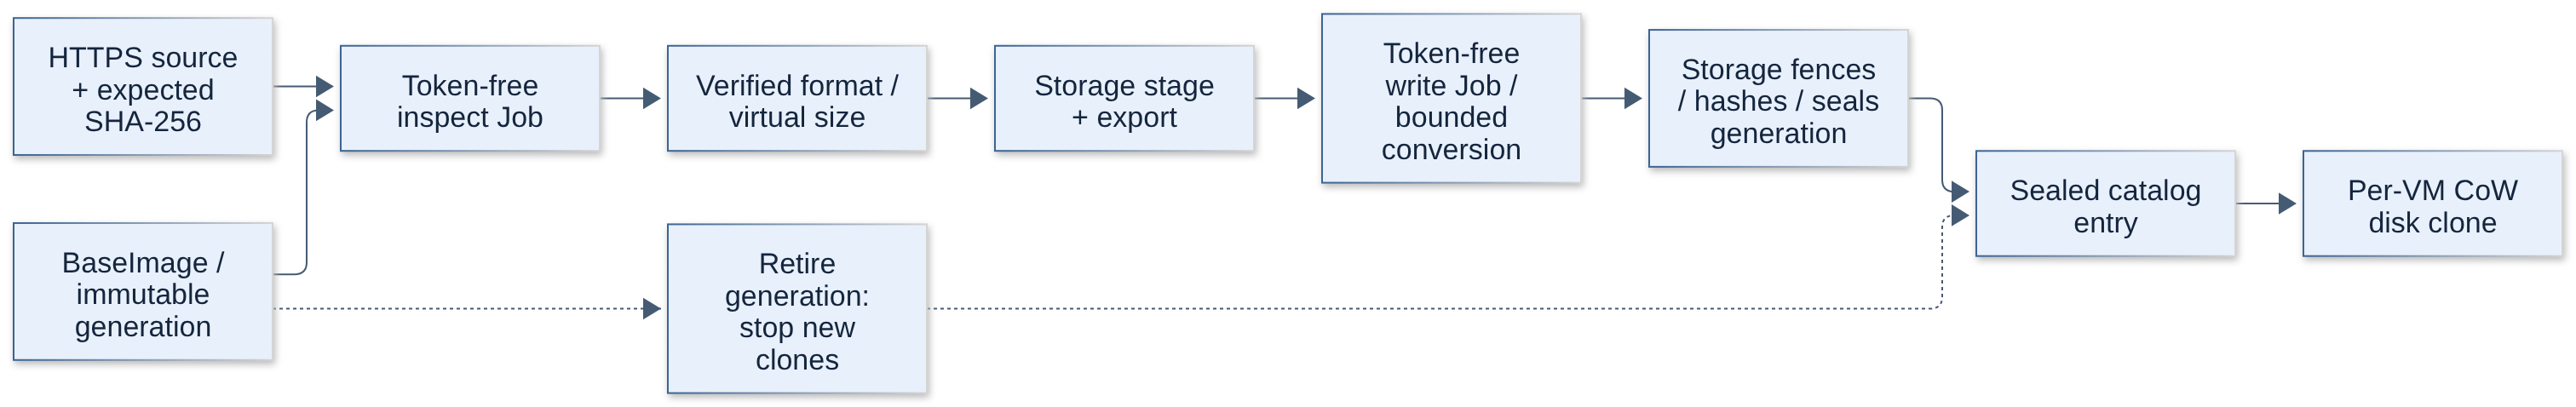 HTTPS source
+ expected
SHA-256
Token-free
inspect Job
Verified format /
virtual size
Storage stage
+ export
Token-free
write Job /
bounded
conversion
Storage fences
/ hashes / seals
generation
Sealed catalog
entry
Per-VM CoW
disk clone
BaseImage /
immutable
generation
Retire
generation:
stop new
clones